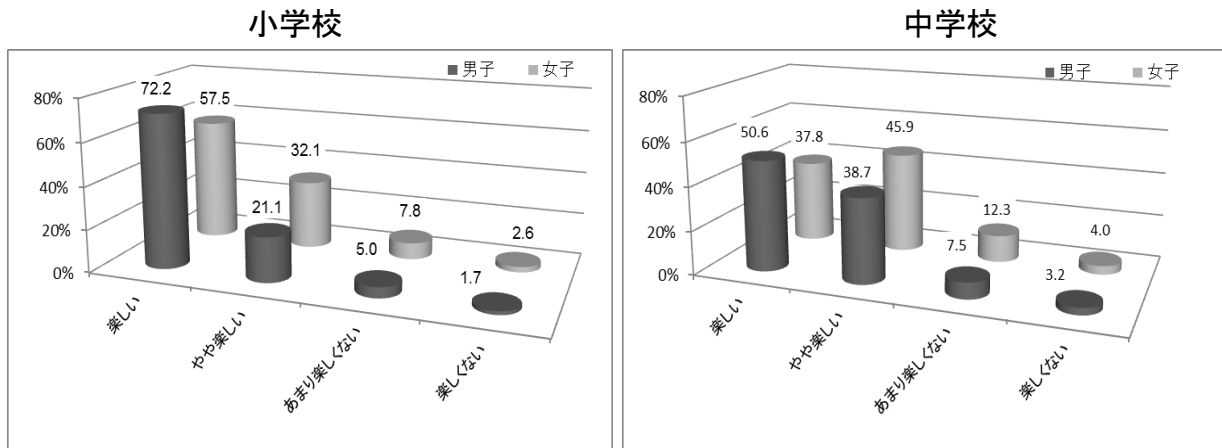 小学校
男子 女子
80%
60%
40%
20%
0%
72.2
57.5
21.1
32.1
5.0
7.8
1.7
2.6
楽しい
やや楽しい
あまり楽しくない
楽しくない
中学校
男子 女子
80%
60%
40%
20%
0%
50.6
37.8
38.7
45.9
7.5
12.3
3.2
4.0
楽しい
やや楽しい
あまり楽しくない
楽しくない